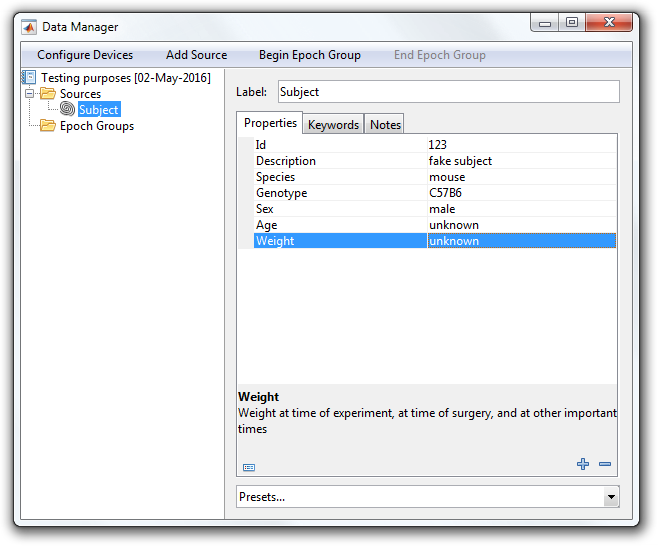 Data Manager
Configure Devices Add Source Begin Epoch Group End Epoch Group
Testing purposes [02-May-2016]
Sources
Subject
Epoch Groups
Label: Subject
Properties Keywords Notes
Id 123
Description fake subject
Species mouse
Genotype C57B6
Sex male
Age unknown
Weight unknown
Weight
Weight at time of experiment, at time of surgery, and at other important
times
Presets...